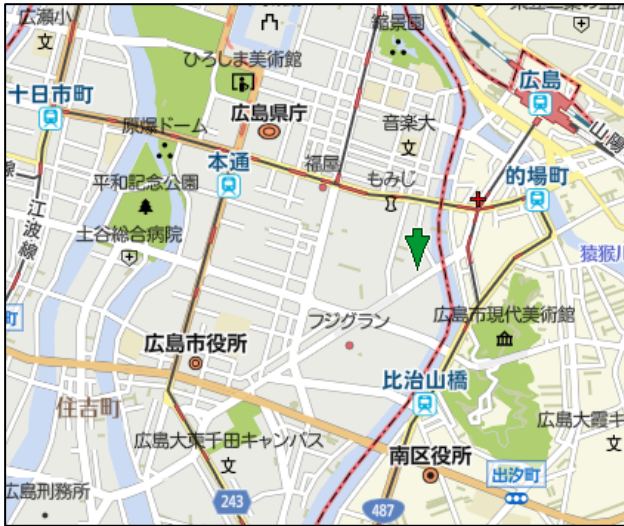 広瀬小
縮景園
ひろしま美術館
広島
十日市町
広島県庁
音楽大
山陽
原爆ドーム
本通
福屋
もみじ
的場町
平和記念公園
江波線
土谷総合病院
猿猴川
町
フジグラン
広島市現代美術館
広島市役所
比治山橋
住吉町
広島大東千田キャンパス
広島大霞キ
南区役所
出汐町
広島刑務所
243
487